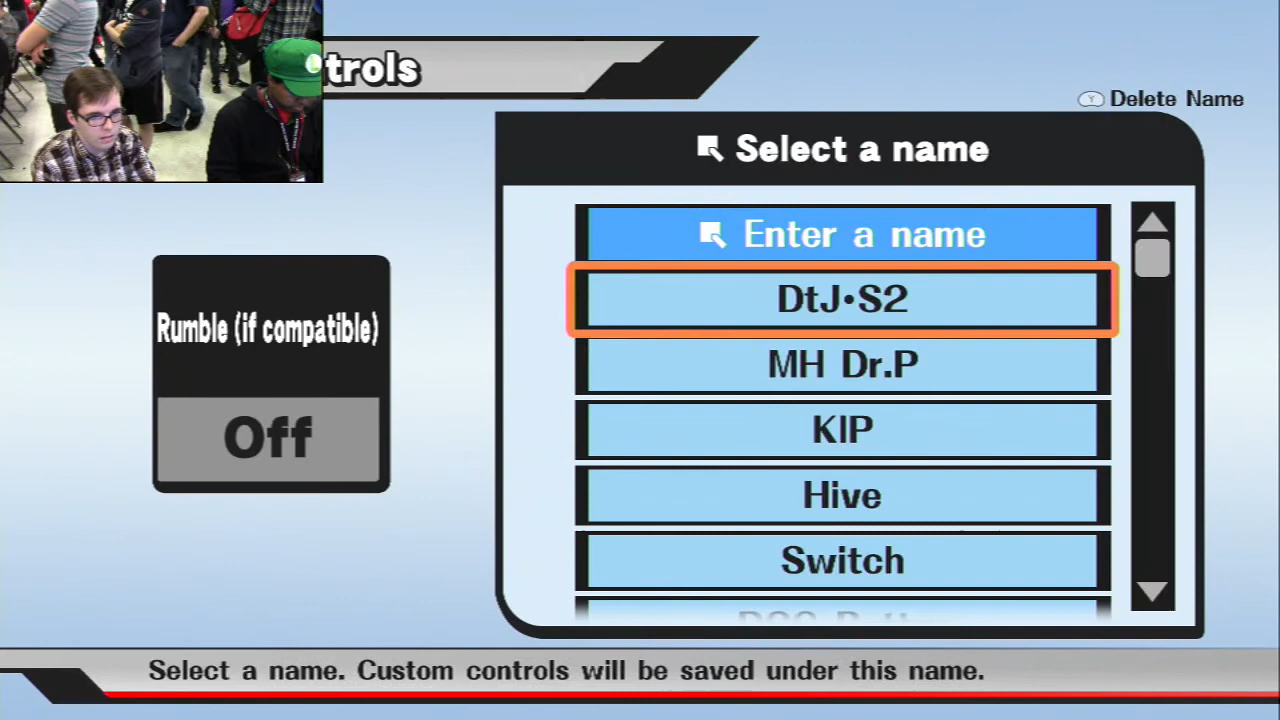 trols
Y Delete Name
Select a name
Enter a name
DtJ•S2
MH Dr.P
KIP
Hive
Switch
Rumble (if compatible)
Off
Select a name. Custom controls will be saved under this name.